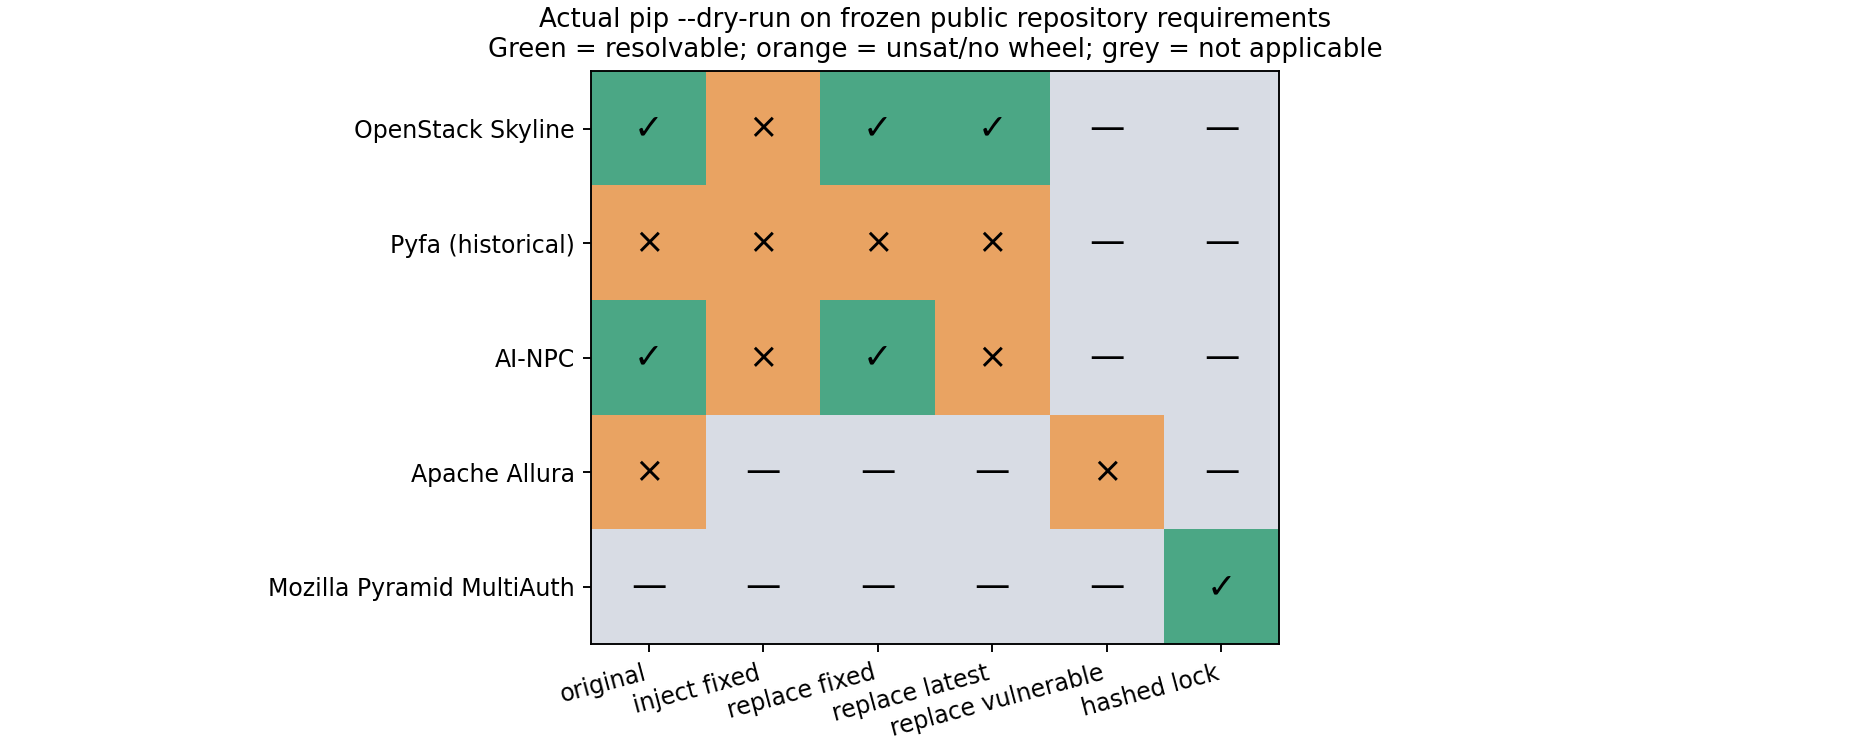 Actual pip --dry-run on frozen public repository requirements
Green = resolvable; orange = unsat/no wheel; grey = not applicable
OpenStack Skyline ✓ × ✓ ✓ — —
Pyfa (historical) × × × × — —
AI-NPC ✓ × ✓ × — —
Apache Allura × — — — × —
Mozilla Pyramid MultiAuth — — — — — ✓
original
inject fixed
replace fixed
replace latest
replace vulnerable
hashed lock